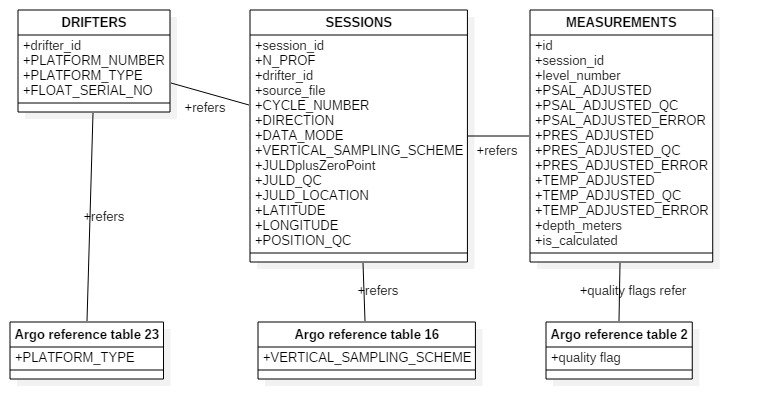 DRIFTERS
+drifter_id
+PLATFORM_NUMBER
+PLATFORM_TYPE
+FLOAT_SERIAL_NO
+refers
SESSIONS
+session_id
+N_PROF
+drifter_id
+source_file
+CYCLE_NUMBER
+DIRECTION
+DATA_MODE
+VERTICAL_SAMPLING_SCHEME
+JULDplusZeroPoint
+JULD_QC
+JULD_LOCATION
+LATITUDE
+LONGITUDE
+POSITION_QC
+refers
MEASUREMENTS
+id
+session_id
+level_number
+PSAL_ADJUSTED
+PSAL_ADJUSTED_QC
+PSAL_ADJUSTED_ERROR
+PRES_ADJUSTED
+PRES_ADJUSTED_QC
+PRES_ADJUSTED_ERROR
+TEMP_ADJUSTED
+TEMP_ADJUSTED_QC
+TEMP_ADJUSTED_ERROR
+depth_meters
+is_calculated
+refers
+refers
+quality flags refer
Argo reference table 23
+PLATFORM_TYPE
Argo reference table 16
+VERTICAL_SAMPLING_SCHEME
Argo reference table 2
+quality flag